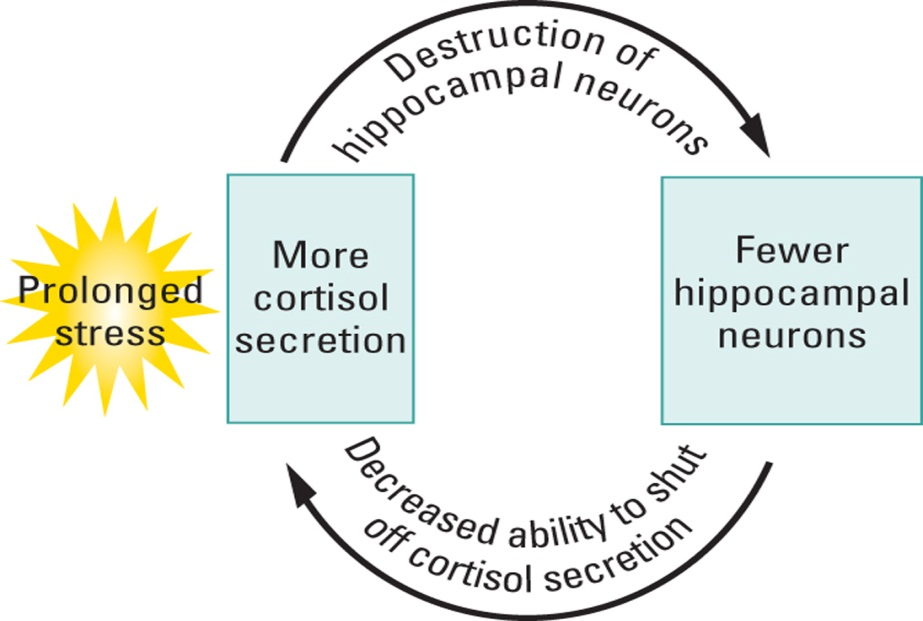 Destruction of
hippocampal neurons
Prolonged
stress
More
cortisol
secretion
Fewer
hippocampal
neurons
Decreased ability to shut
off cortisol secretion